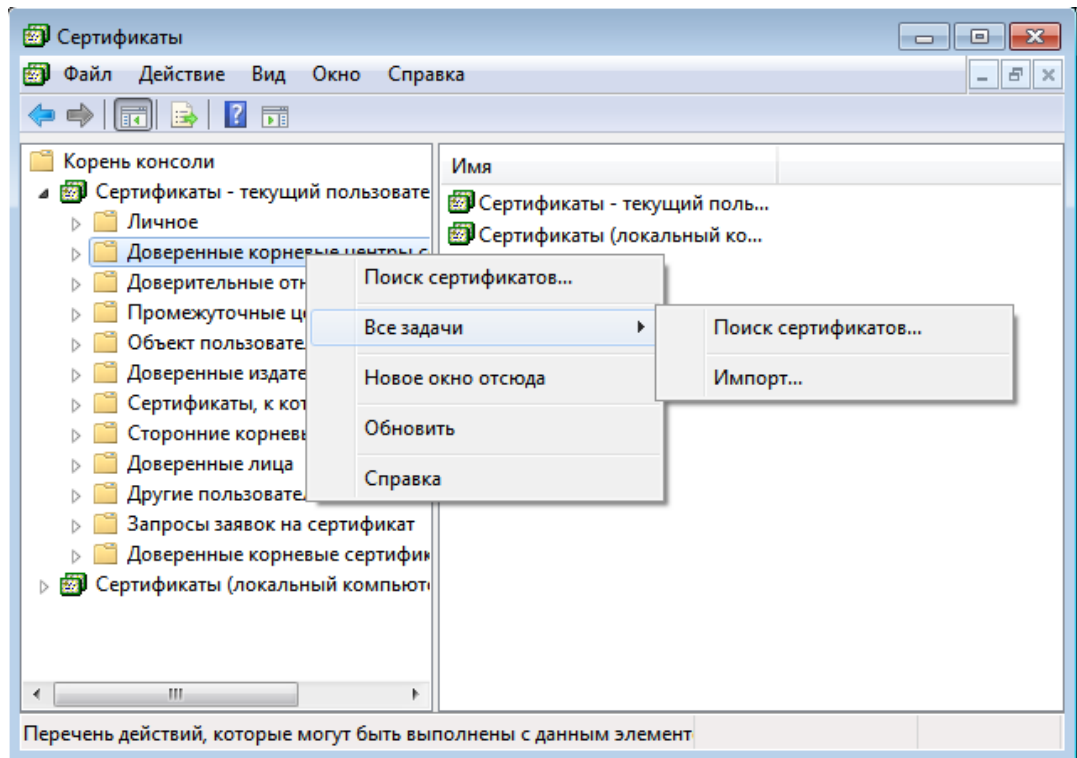 Сертификаты
Файл Действие Вид Окно Справка
Корень консоли
Сертификаты - текущий пользовате
Личное
Доверенные корневые центры с
Доверительные отн
Промежуточные ц
Объект пользовате
Доверенные издате
Сертификаты, к кот
Сторонние корневы
Доверенные лица
Другие пользовате
Запросы заявок на сертификат
Доверенные корневые сертифик
Сертификаты (локальный компьют
Имя
Сертификаты - текущий поль...
Сертификаты (локальный ко...
Поиск сертификатов...
Все задачи
Новое окно отсюда
Обновить
Справка
Поиск сертификатов...
Импорт...
Перечень действий, которые могут быть выполнены с данным элемент